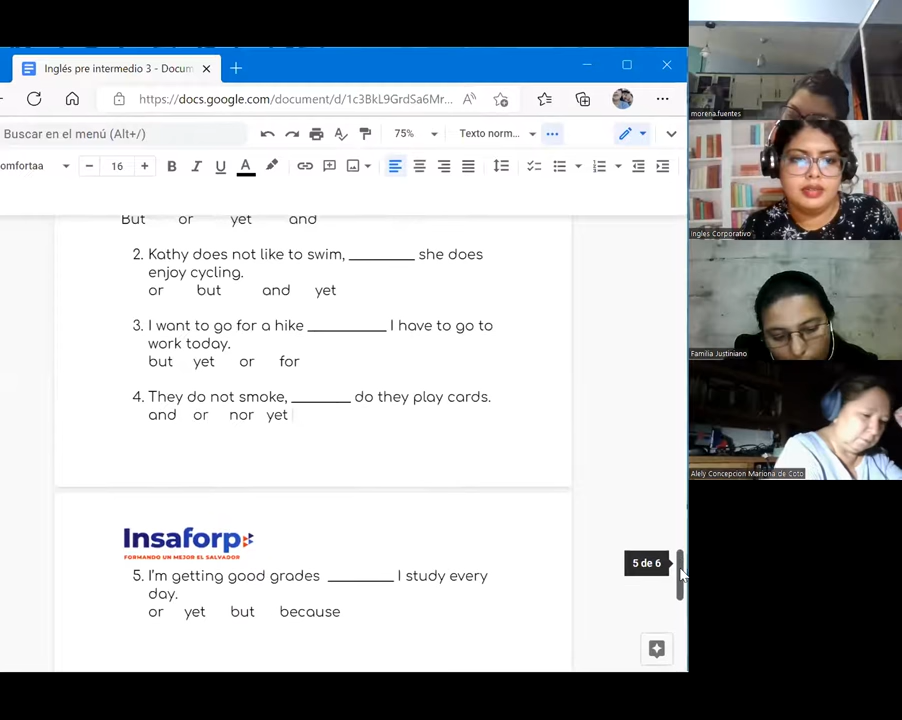 Inglés pre intermedio 3 - Docum
https://docs.google.com/document/d/1c3BkL9GrdSa6Mr...
Buscar en el menú (Alt+/)
75%
Texto norm...
omfortaa
16
But or yet and
2. Kathy does not like to swim, ________ she does
enjoy cycling.
or but and yet
3. I want to go for a hike __________ I have to go to
work today.
but yet or for
4. They do not smoke, ________ do they play cards.
and or nor yet
Insaforp
FORMANDO UN MEJOR EL SALVADOR
5 de 6
5. I'm getting good grades ________ I study every
day.
or yet but because
morena.fuentes
Ingles Corporativo
Familia Justiniano
Alely Concepcion Mariona de Coto